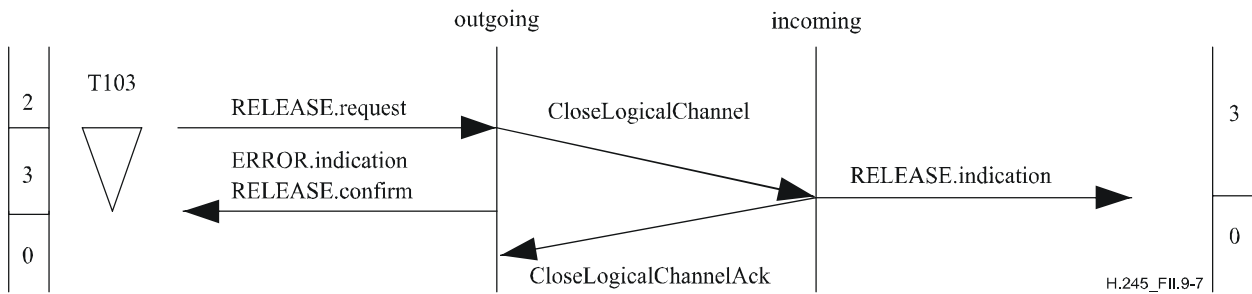 outgoing
incoming
T103
2
RELEASE.request
CloseLogicalChannel
3
ERROR.indication
3
RELEASE.confirm
RELEASE.indication
0
0
CloseLogicalChannelAck
H.245_FII.9-7